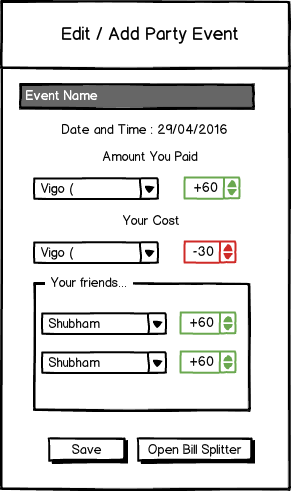 Edit / Add Party Event
Event Name
Date and Time : 29/04/2016
Amount You Paid
Vigo ( +60
Your Cost
Vigo ( -30
Your friends...
Shubham +60
Shubham +60
Save Open Bill Splitter